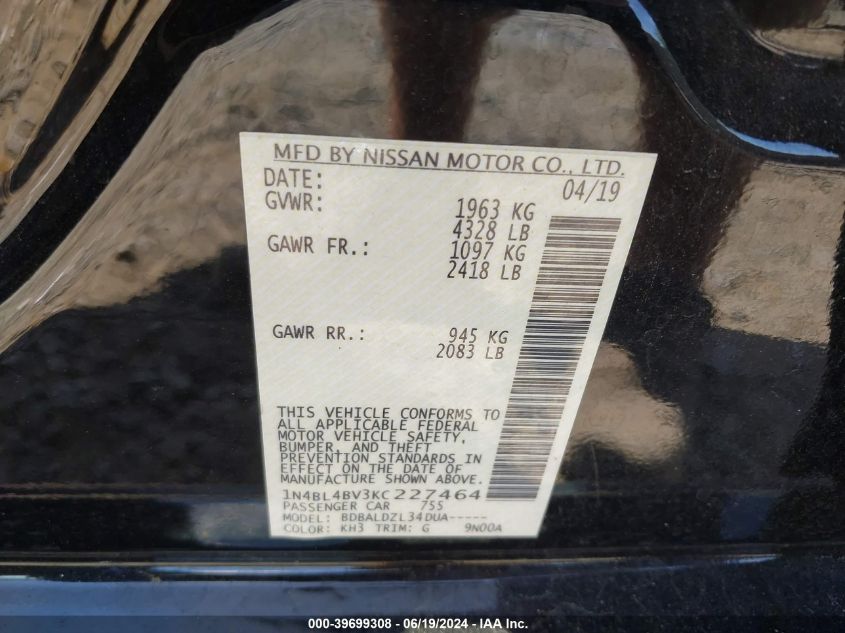 MFD BY NISSAN MOTOR CO., LTD.
DATE: 04/19
GVWR: 1963 KG
4328 LB
GAWR FR.: 1097 KG
2418 LB
GAWR RR.: 945 KG
2083 LB
THIS VEHICLE CONFORMS TO
ALL APPLICABLE FEDERAL
MOTOR VEHICLE SAFETY,
BUMPER, AND THEFT
PREVENTION STANDARDS IN
EFFECT ON THE DATE OF
MANUFACTURE SHOWN ABOVE.
1N4BL4BV3KC227464
PASSENGER CAR 755
MODEL: BDBALDZL34DUA-----
COLOR: KH3 TRIM: G 9N00A
000-39699308 - 06/19/2024 - IAA Inc.